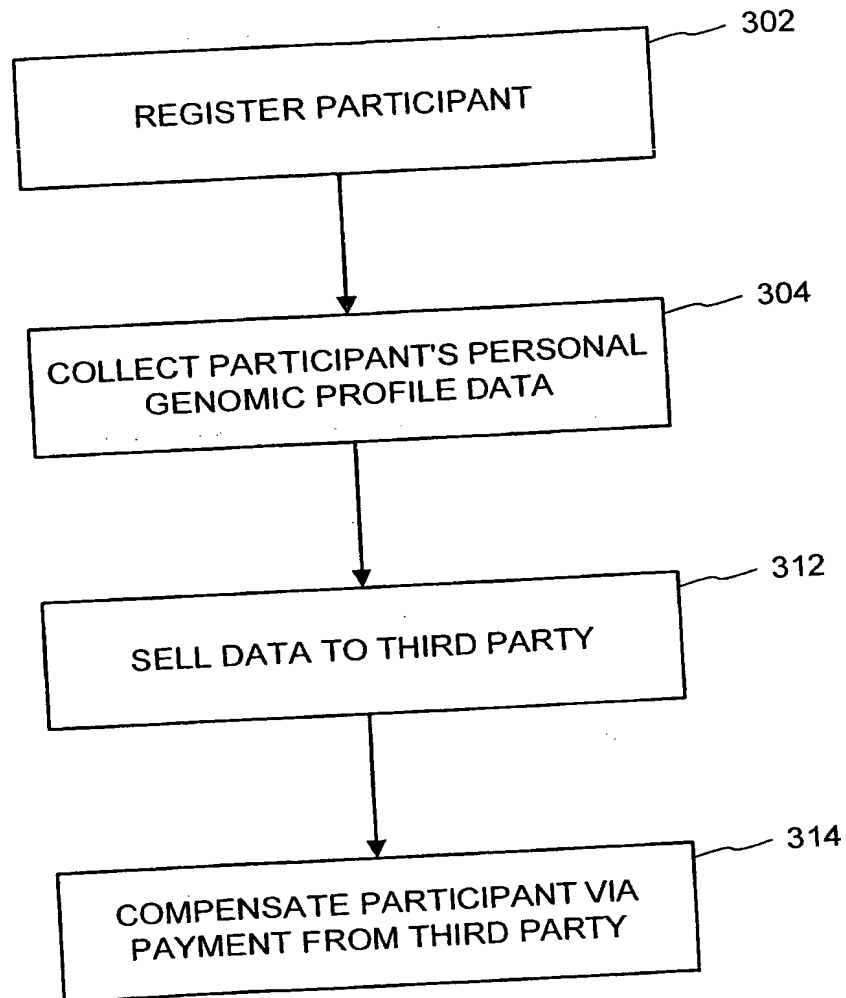 302
REGISTER PARTICIPANT
304
COLLECT PARTICIPANT'S PERSONAL
GENOMIC PROFILE DATA
312
SELL DATA TO THIRD PARTY
314
COMPENSATE PARTICIPANT VIA
PAYMENT FROM THIRD PARTY